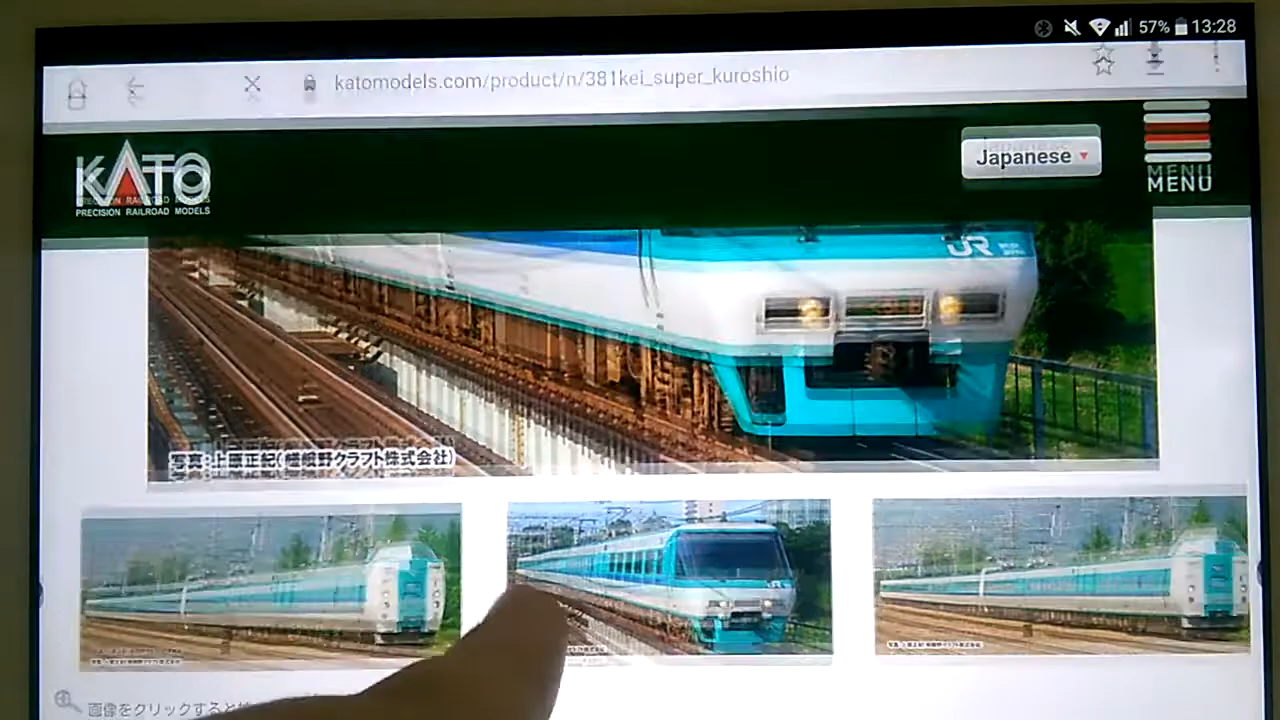 57% 13:28
katomodels.com/product/n/381kei_super_kuroshio
KATO
PRECISION RAILROAD MODELS
Japanese
MENU
JR
写真:上原正紀(嵯峨野クラフト株式会社)
JR
画像をクリックすると